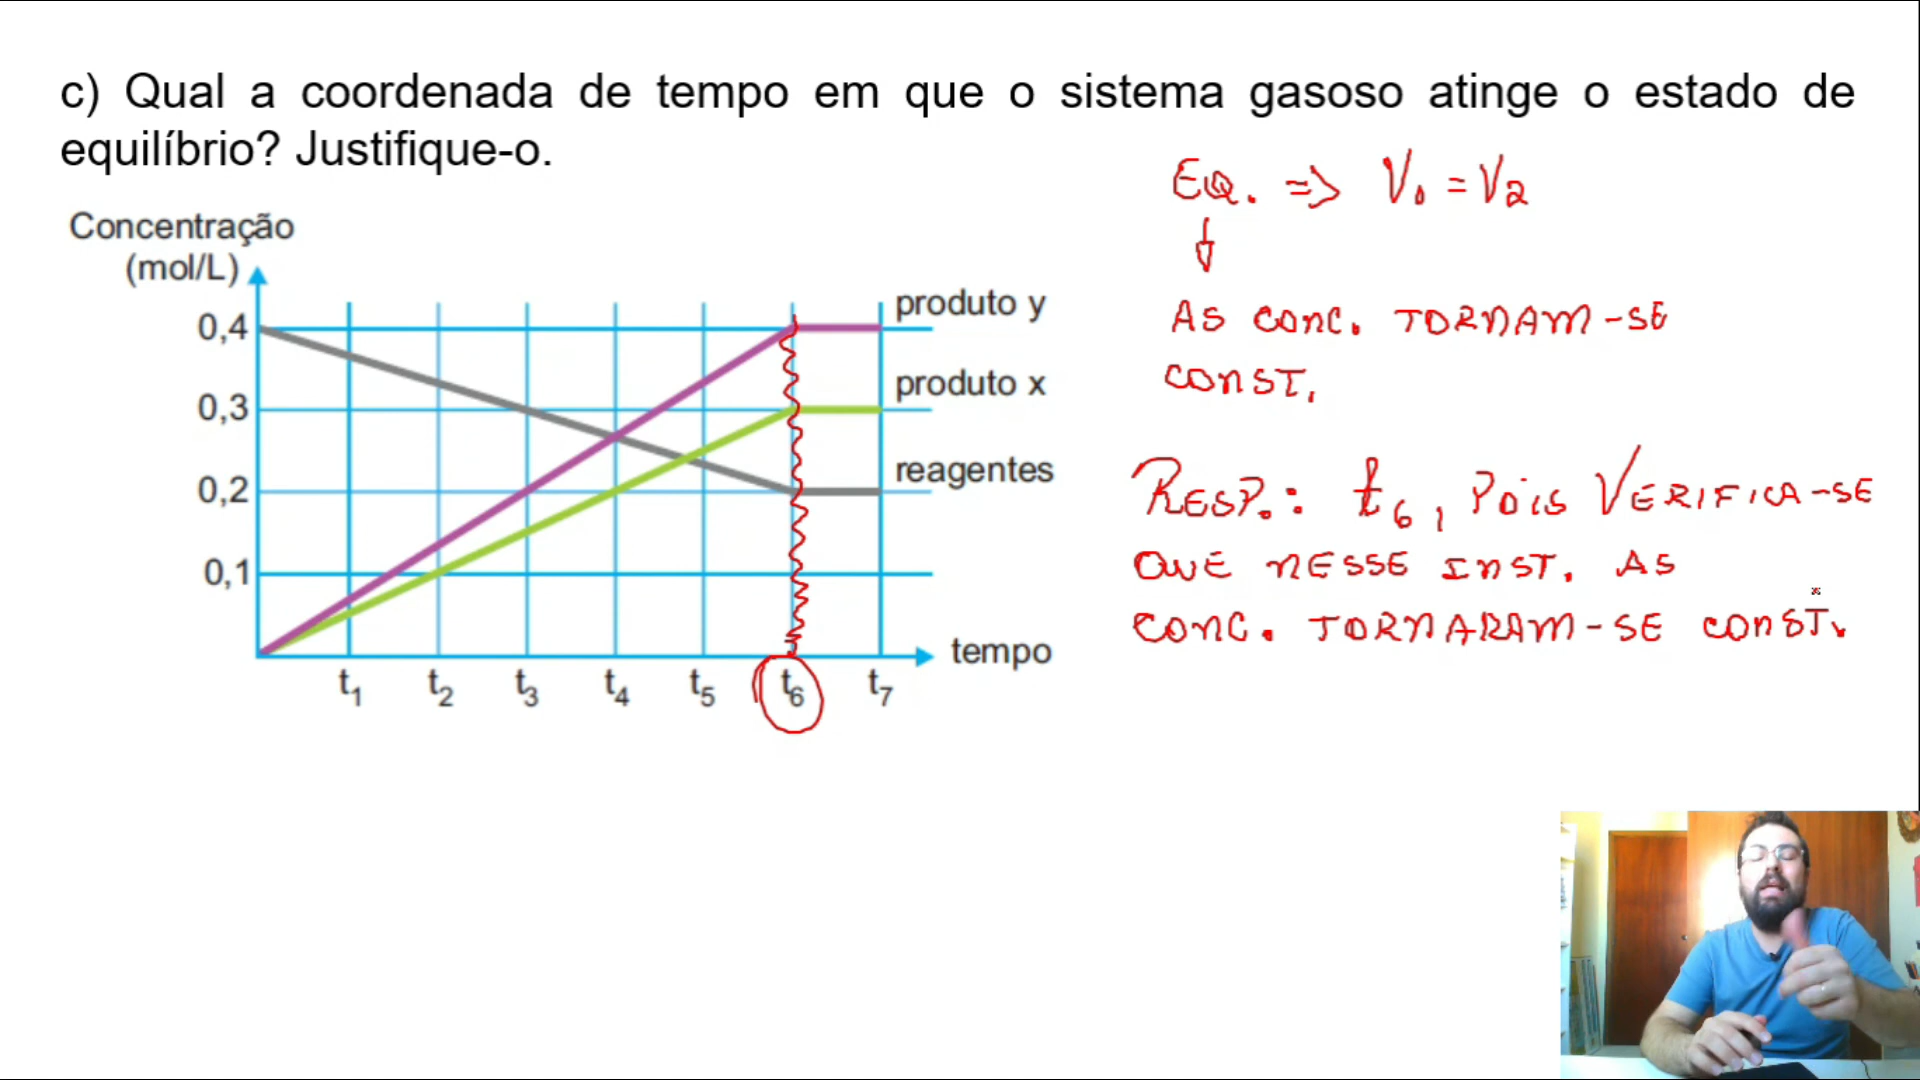 c) Qual a coordenada de tempo em que o sistema gasoso atinge o estado de
equilíbrio? Justifique-o.
EQ. => V1 = V2
AS CONC. TORNAM-SE
CONST.
RESP.: t6, POIS VERIFICA-SE
QUE NESSE INST. AS
CONC. TORNARAM-SE CONST.
Concentração
(mol/L)
0,4
0,3
0,2
0,1
produto y
produto x
reagentes
tempo
t1 t2 t3 t4 t5 t6 t7